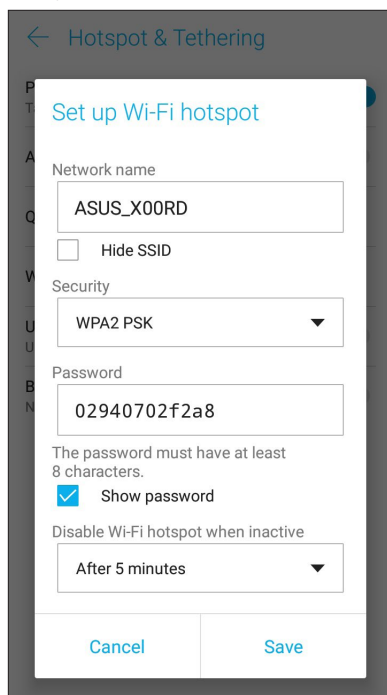 Hotspot & Tethering
Set up Wi-Fi hotspot
Network name
ASUS_X00RD
Hide SSID
Security
WPA2 PSK
Password
02940702f2a8
The password must have at least
8 characters.
Show password
Disable Wi-Fi hotspot when inactive
After 5 minutes
Cancel
Save